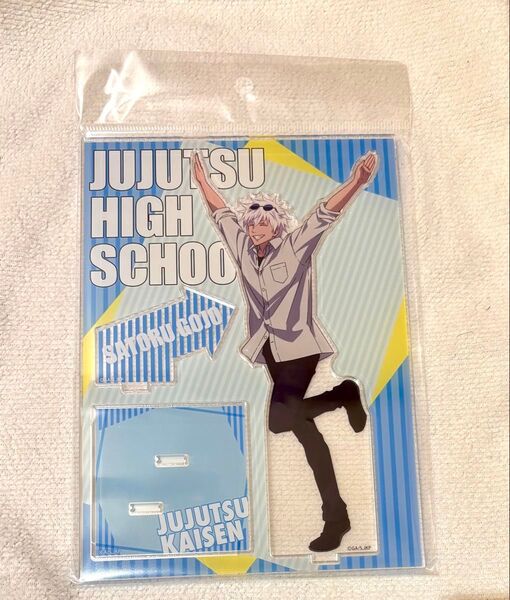 JUJUTSU
HIGH
SCHOO
SATORU GOJO
JUJUTSU
KAISEN
©GA/S,JKP